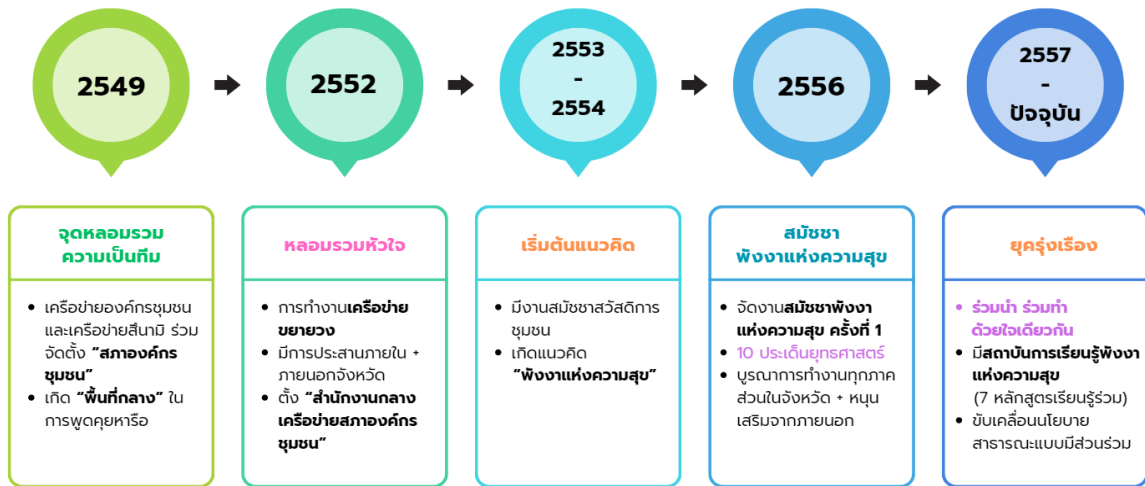 2549
2552
2553
-
2554
2556
2557
-
ปัจจุบัน
จุดหลอมรวม
ความเป็นทีม
• เครือข่ายองค์กรชุมชน
และเครือข่ายสึนามิ ร่วม
จัดตั้ง “สภาองค์กร
ชุมชน”
• เกิด “พื้นที่กลาง” ใน
การพูดคุยหารือ
หลอมรวมหัวใจ
• การทำงานเครือข่าย
ขยายวง
• มีการประสานภายใน +
ภายนอกจังหวัด
• ตั้ง “สำนักงานกลาง
เครือข่ายสภาองค์กร
ชุมชน”
เริ่มต้นแนวคิด
• มีงานสมัชชาสวัสดิการ
ชุมชน
• เกิดแนวคิด
“พังงาแห่งความสุข”
สมัชชา
พังงาแห่งความสุข
• จัดงานสมัชชาพังงา
แห่งความสุข ครั้งที่ 1
• 10 ประเด็นยุทธศาสตร์
• บูรณาการทำงานทุกภาค
ส่วนในจังหวัด + หนุน
เสริมจากภายนอก
ยุครุ่งเรือง
• ร่วมนำ ร่วมทำ
ด้วยใจเดียวกัน
• มีสถาบันการเรียนรู้พังงา
แห่งความสุข
(7 หลักสูตรเรียนรู้ร่วม)
• ขับเคลื่อนนโยบาย
สาธารณะแบบมีส่วนร่วม